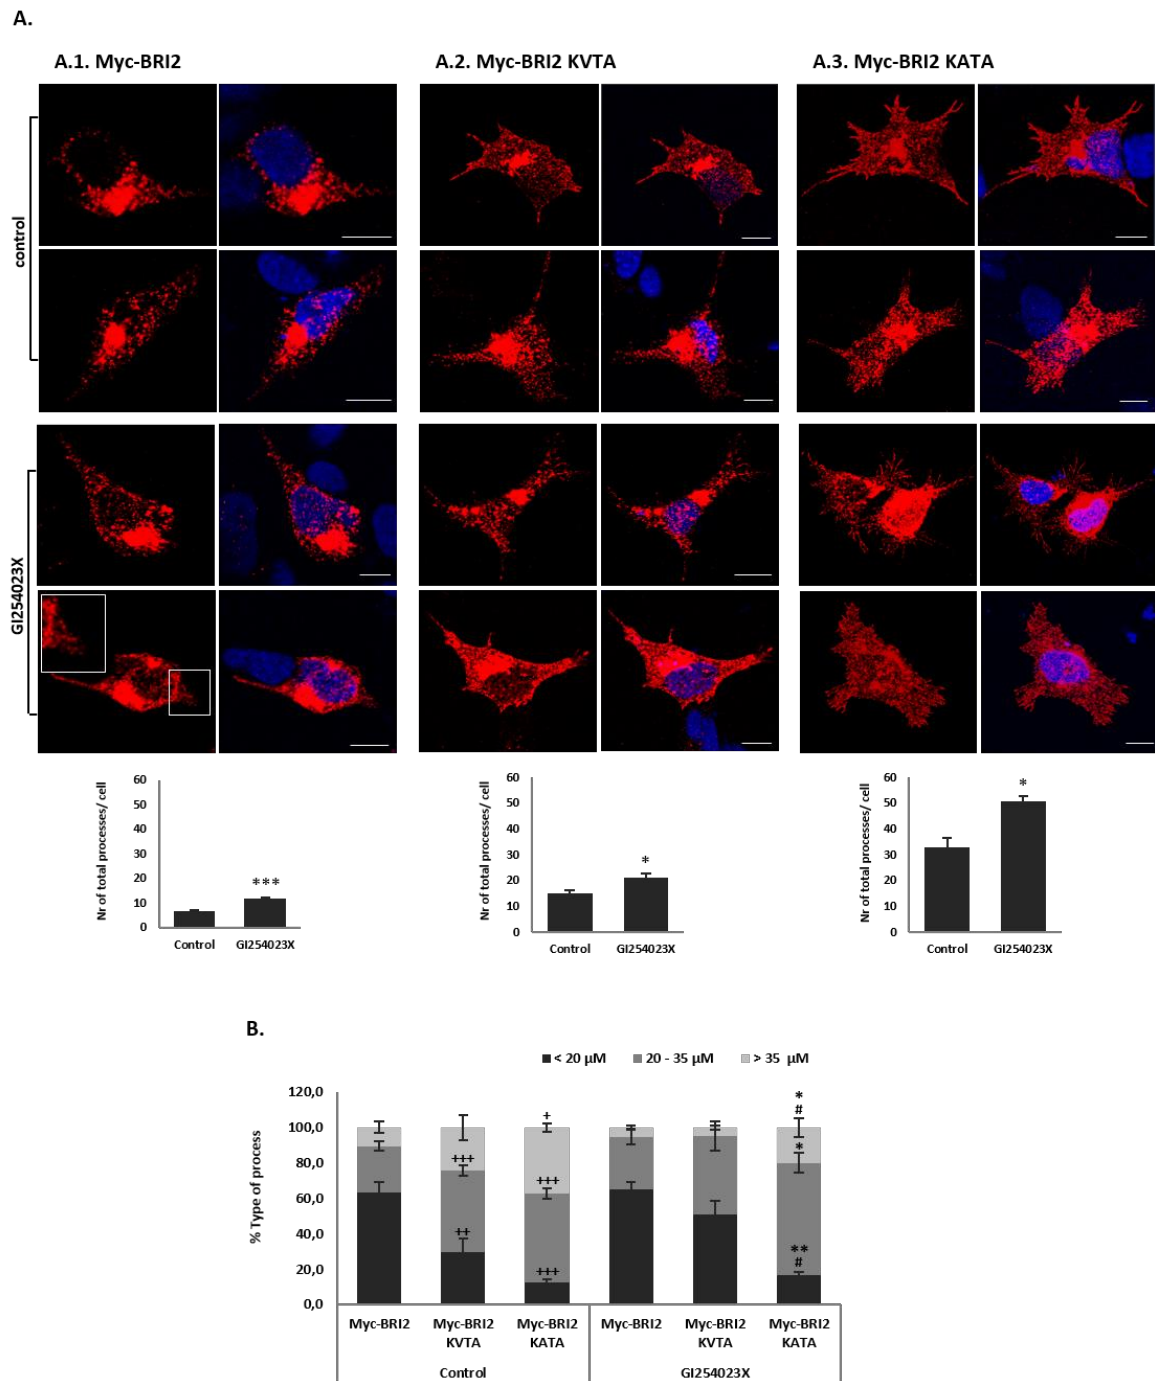 A.
A.1. Myc-BRI2
A.2. Myc-BRI2 KVTA
A.3. Myc-BRI2 KATA
control
GI254023X
Nr of total processes/ cell
60
50
40
30
20
10
0
***
Control
GI254023X
Nr of total processes/ cell
60
50
40
30
20
10
0
*
Control
GI254023X
Nr of total processes/ cell
60
50
40
30
20
10
0
*
Control
GI254023X
B.
< 20 μM
20 - 35 μM
> 35 μM
% Type of process
120,0
100,0
80,0
60,0
40,0
20,0
0,0
+++
++
+
+++
+++
*
#
*
**
#
Myc-BRI2
Myc-BRI2
KVTA
Myc-BRI2
KATA
Myc-BRI2
Myc-BRI2
KVTA
Myc-BRI2
KATA
Control
GI254023X